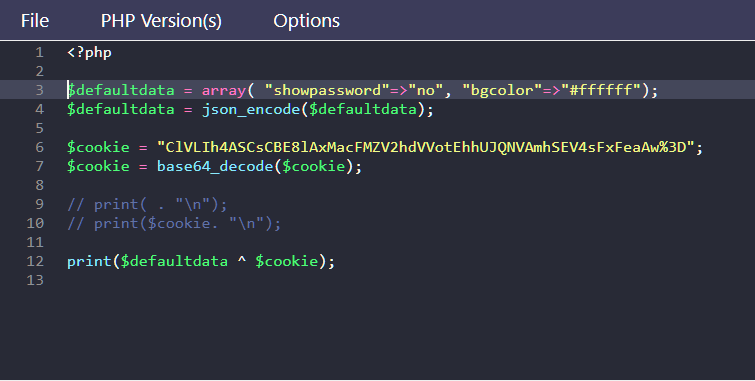 File PHP Version(s) Options
1 <?php
2
3 $defaultdata = array( "showpassword"=>"no", "bgcolor"=>"#ffffff");
4 $defaultdata = json_encode($defaultdata);
5
6 $cookie = "ClVLIh4ASCsCBE8lAxMacFMZV2hdVVotEhhUJQNVAmhSEV4sFxFeaAw%3D";
7 $cookie = base64_decode($cookie);
8
9 // print( . "\n");
10 // print($cookie. "\n");
11
12 print($defaultdata ^ $cookie);
13